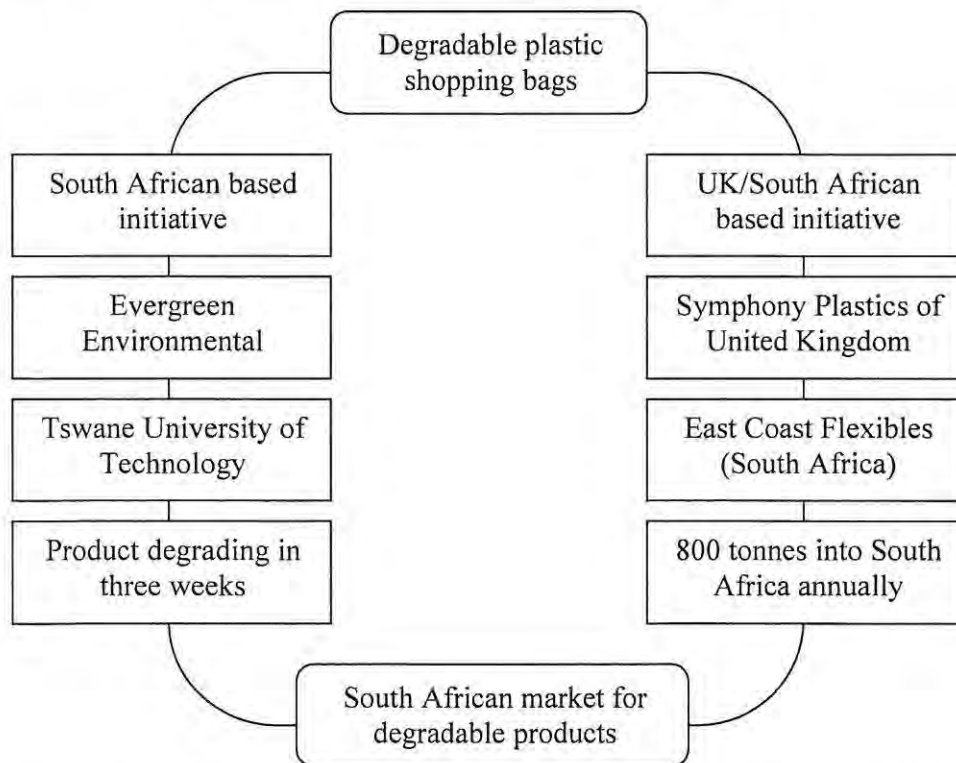 Degradable plastic
shopping bags
South African based
initiative
UK/South African
based initiative
Evergreen
Environmental
Symphony Plastics of
United Kingdom
Tswane University of
Technology
East Coast Flexibles
(South Africa)
Product degrading in
three weeks
800 tonnes into South
Africa annually
South African market for
degradable products